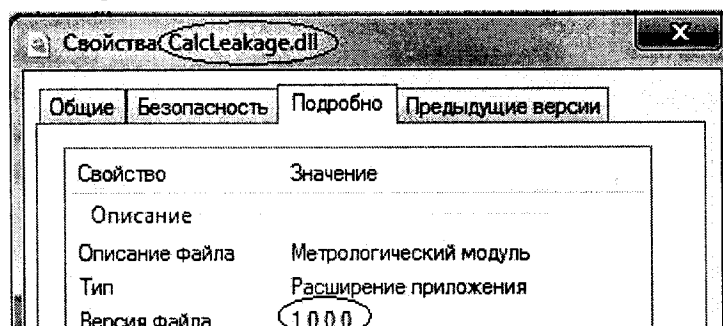 Свойства: CalcLeakage.dll
Общие Безопасность Подробно Предыдущие версии
Свойство Значение
Описание
Описание файла Метрологический модуль
Тип Расширение приложения
Версия файла 1.0.0.0